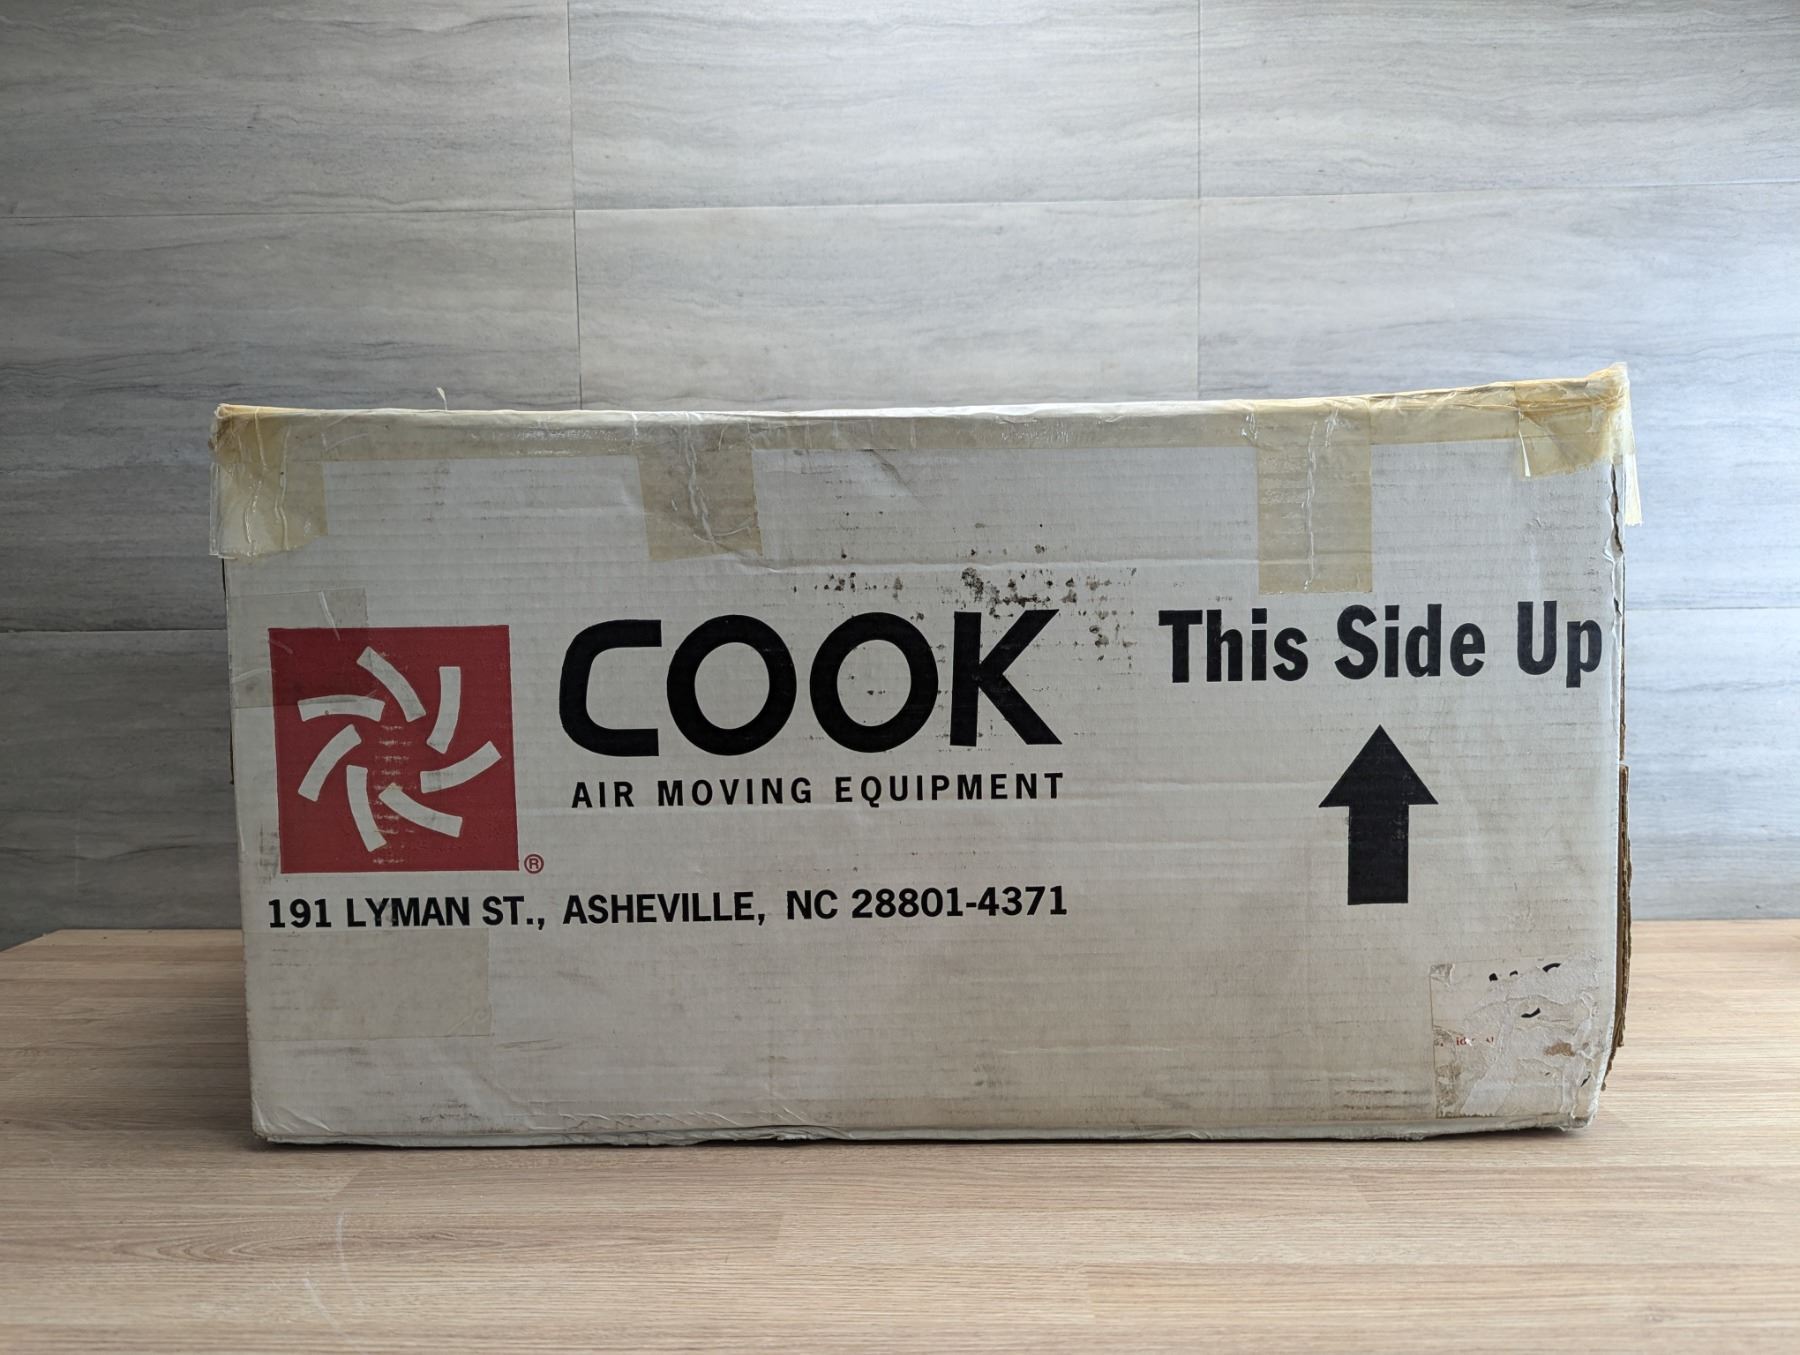 COOK
AIR MOVING EQUIPMENT
®
191 LYMAN ST., ASHEVILLE, NC 28801-4371
This Side Up